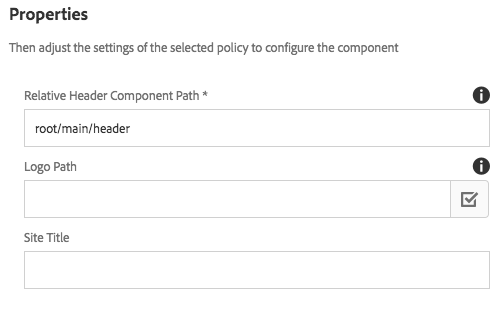 Properties
Then adjust the settings of the selected policy to configure the component
Relative Header Component Path *
root/main/header
Logo Path
Site Title